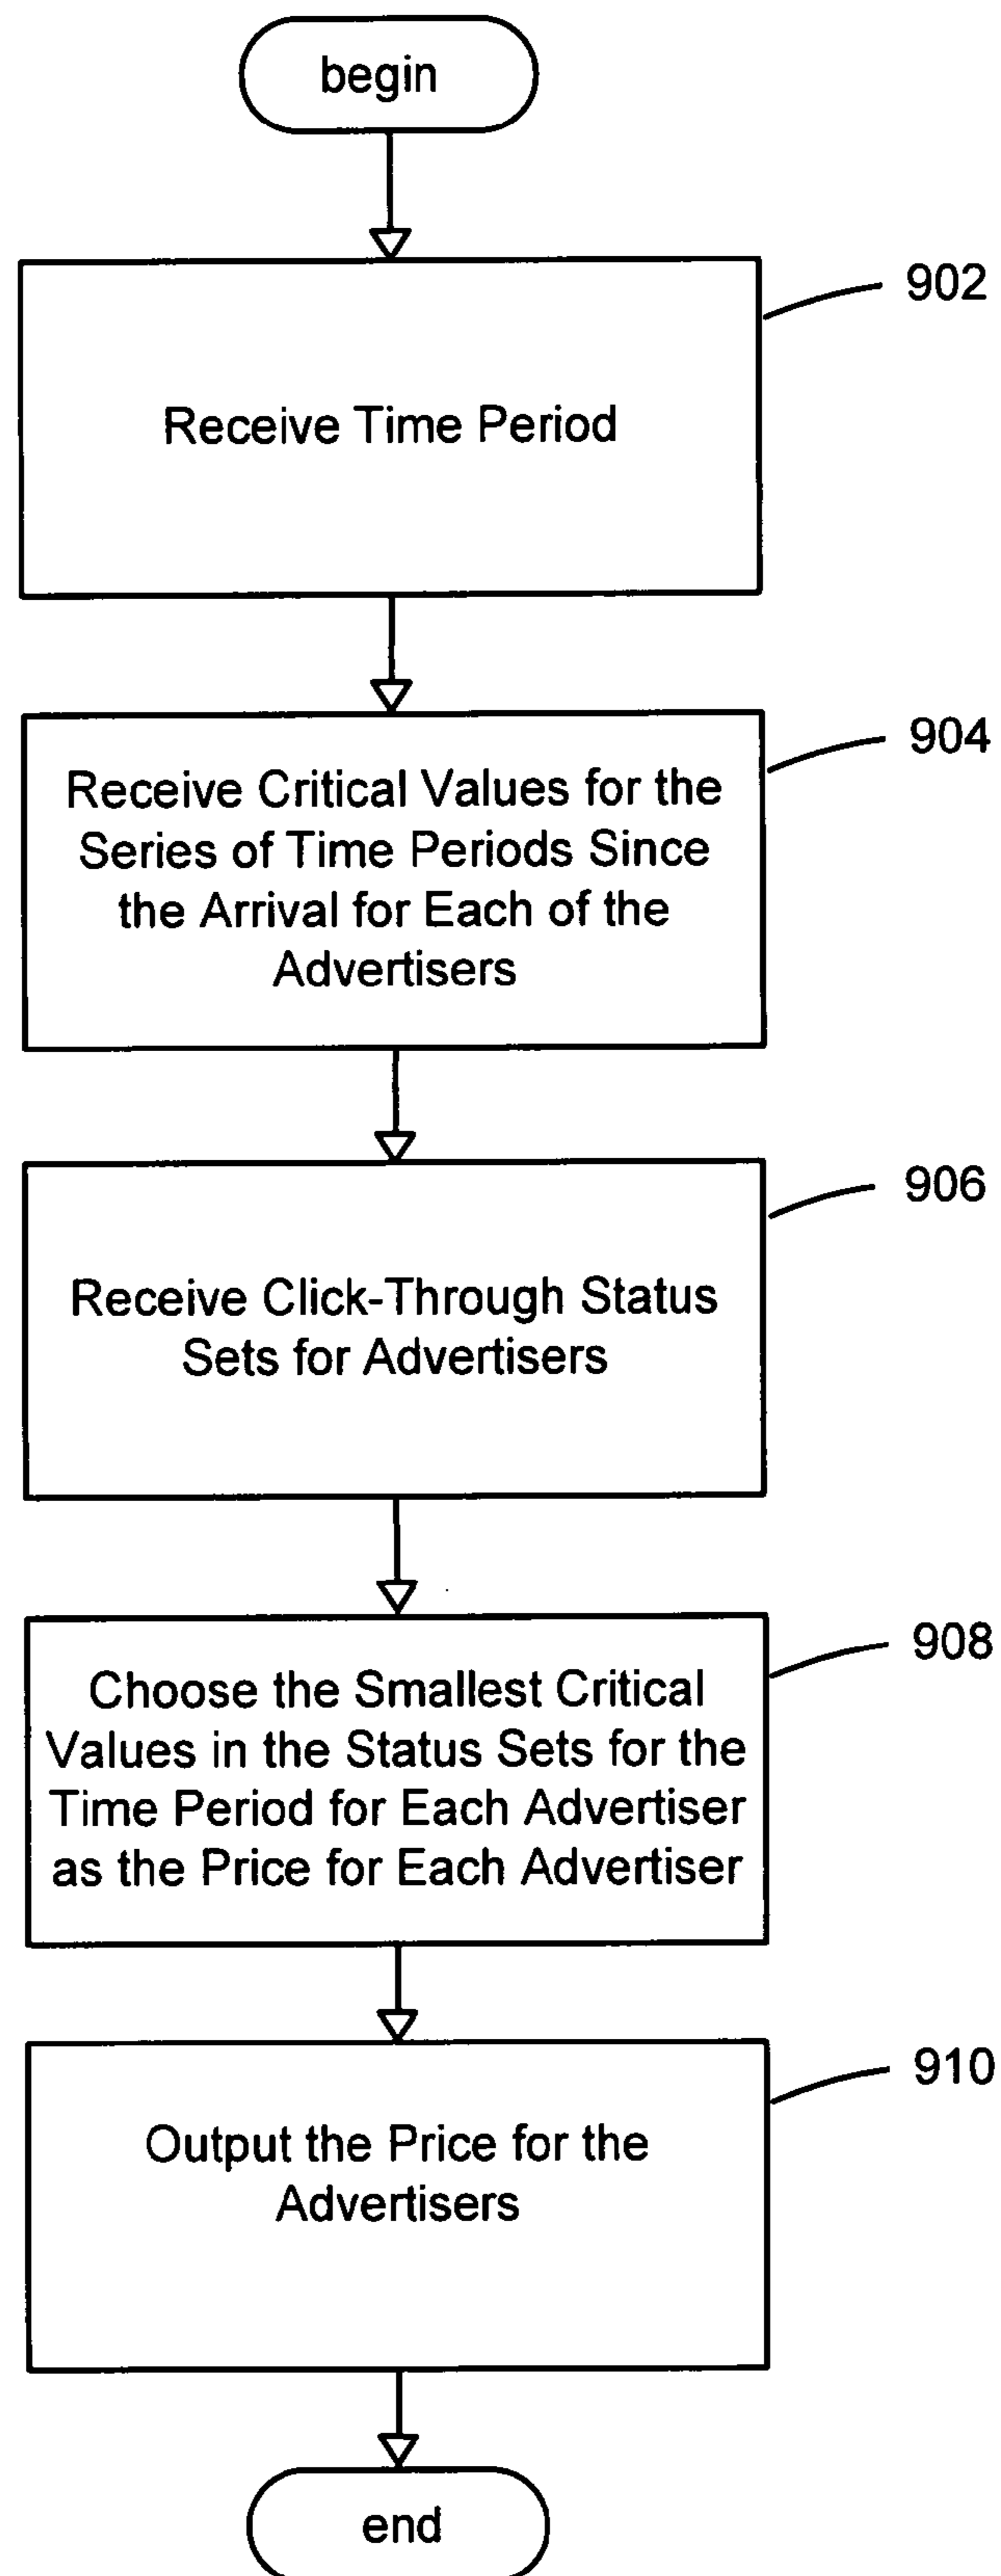 begin
902
Receive Time Period
904
Receive Critical Values for the
Series of Time Periods Since
the Arrival for Each of the
Advertisers
906
Receive Click-Through Status
Sets for Advertisers
908
Choose the Smallest Critical
Values in the Status Sets for the
Time Period for Each Advertiser
as the Price for Each Advertiser
910
Output the Price for the
Advertisers
end